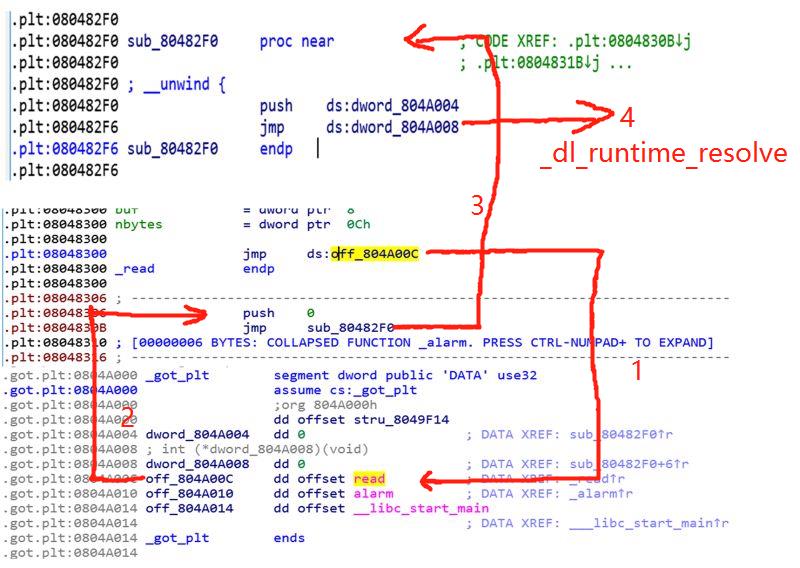 .plt:080482F0
.plt:080482F0 sub_80482F0 proc near ; CODE XREF: .plt:0804830B↓j
.plt:080482F0 ; .plt:0804831B↓j ...
.plt:080482F0 ; __unwind {
.plt:080482F0 push ds:dword_804A004
.plt:080482F6 jmp ds:dword_804A008
.plt:080482F6 sub_80482F0 endp
.plt:080482F6
4
_dl_runtime_resolve
3
.plt:08048300 buf = dword ptr 8
.plt:08048300 nbytes = dword ptr 0Ch
.plt:08048300
.plt:08048300 jmp ds:off_804A00C
.plt:08048300 _read endp
.plt:08048300
.plt:08048306 ; ---------------------------------------------------------------------------
.plt:08048306 push 0
.plt:0804830B jmp sub_80482F0
.plt:08048310 ; [00000006 BYTES: COLLAPSED FUNCTION _alarm. PRESS CTRL-NUMPAD+ TO EXPAND]
.plt:08048316 ; ---------------------------------------------------------------------------
1
2
.got.plt:0804A000 _got_plt segment dword public 'DATA' use32
.got.plt:0804A000 assume cs:_got_plt
.got.plt:0804A000 ;org 804A000h
.got.plt:0804A000 dd offset stru_8049F14
.got.plt:0804A004 dword_804A004 dd 0 ; DATA XREF: sub_80482F0↑r
.got.plt:0804A008 ; int (*dword_804A008)(void)
.got.plt:0804A008 dword_804A008 dd 0 ; DATA XREF: sub_80482F0+6↑r
.got.plt:0804A00C off_804A00C dd offset read ; DATA XREF: _read↑r
.got.plt:0804A010 off_804A010 dd offset alarm ; DATA XREF: _alarm↑r
.got.plt:0804A014 off_804A014 dd offset __libc_start_main
.got.plt:0804A014 ; DATA XREF: ___libc_start_main↑r
.got.plt:0804A014 _got_plt ends
.got.plt:0804A014